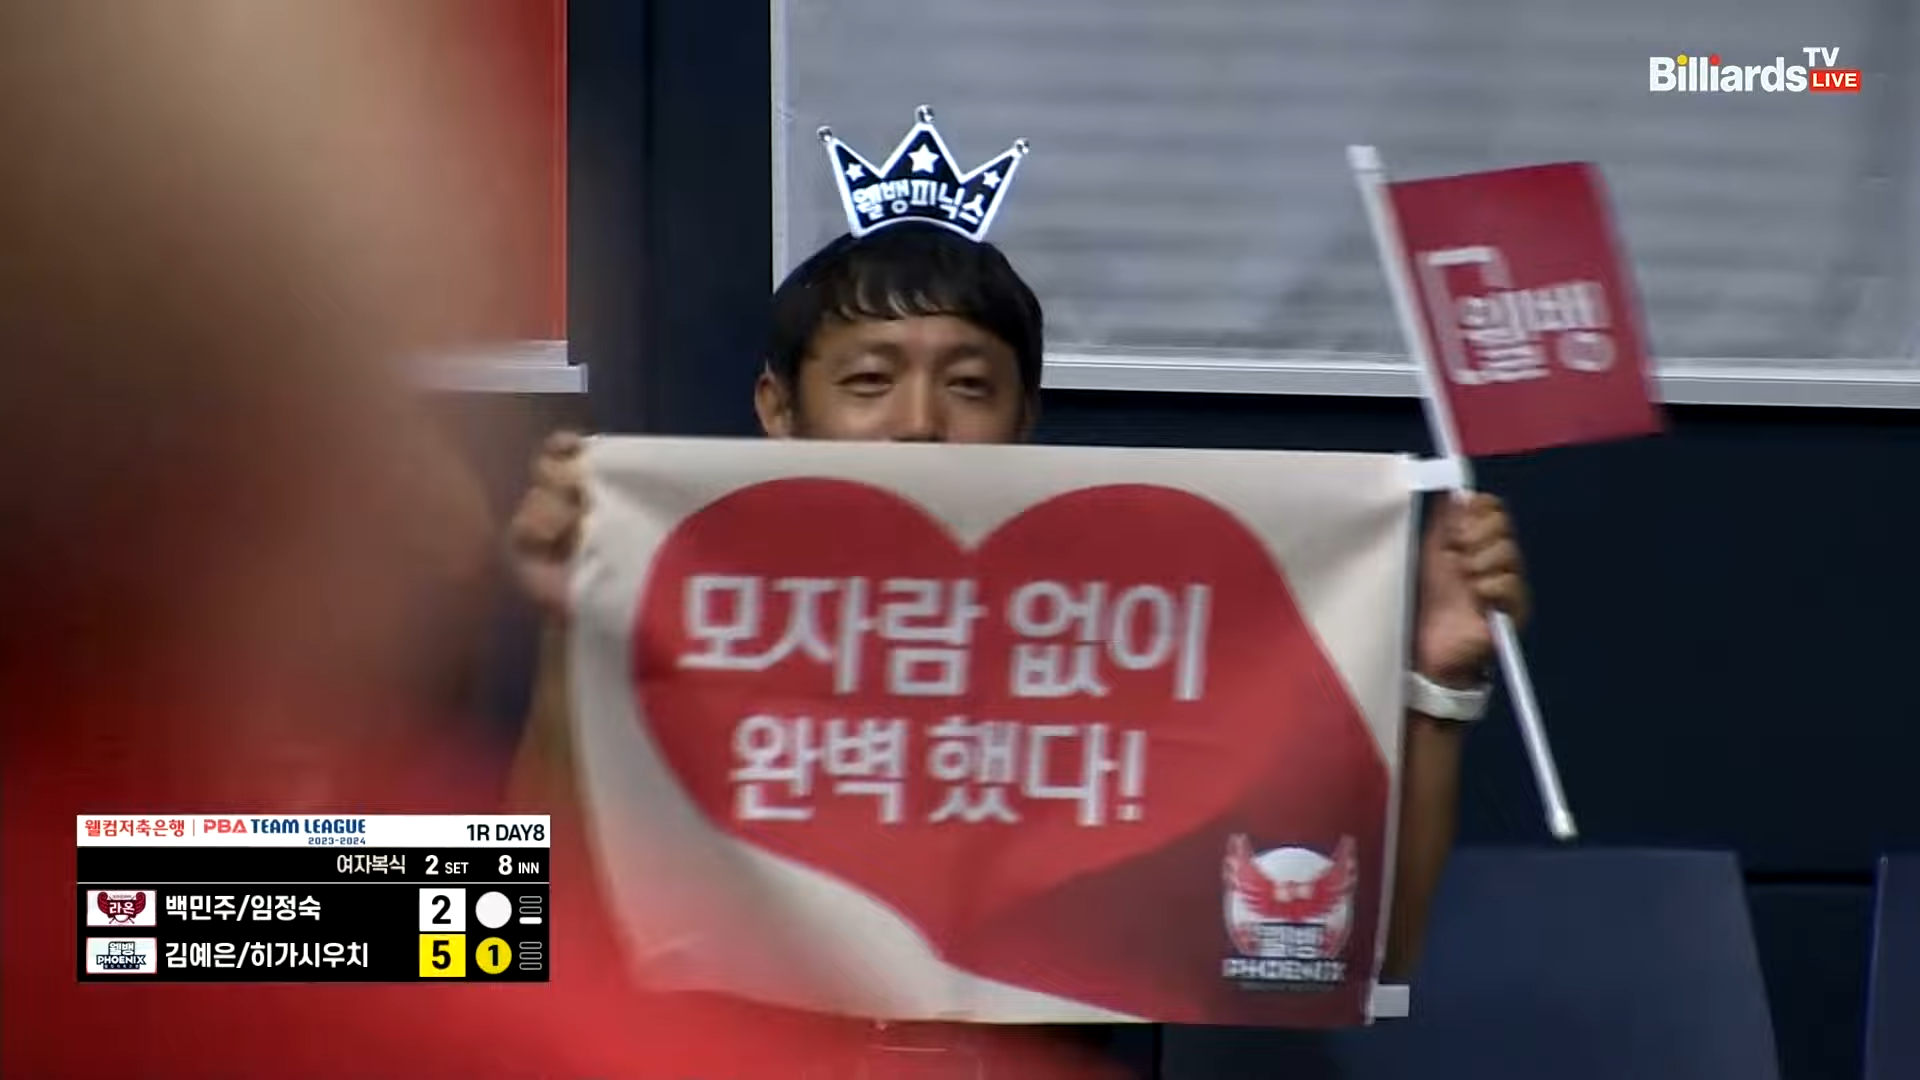 Billiards TV
LIVE
웰뱅피닉스
웰뱅
모자람 없이
완벽 했다!
웰뱅
PHOENIX
웰컴저축은행 | PBA TEAM LEAGUE
2023-2024
1R DAY8
여자복식 2 SET 8 INN
라온 백민주/임정숙 2
웰뱅 PHOENIX 김예은/히가시우치 5 1